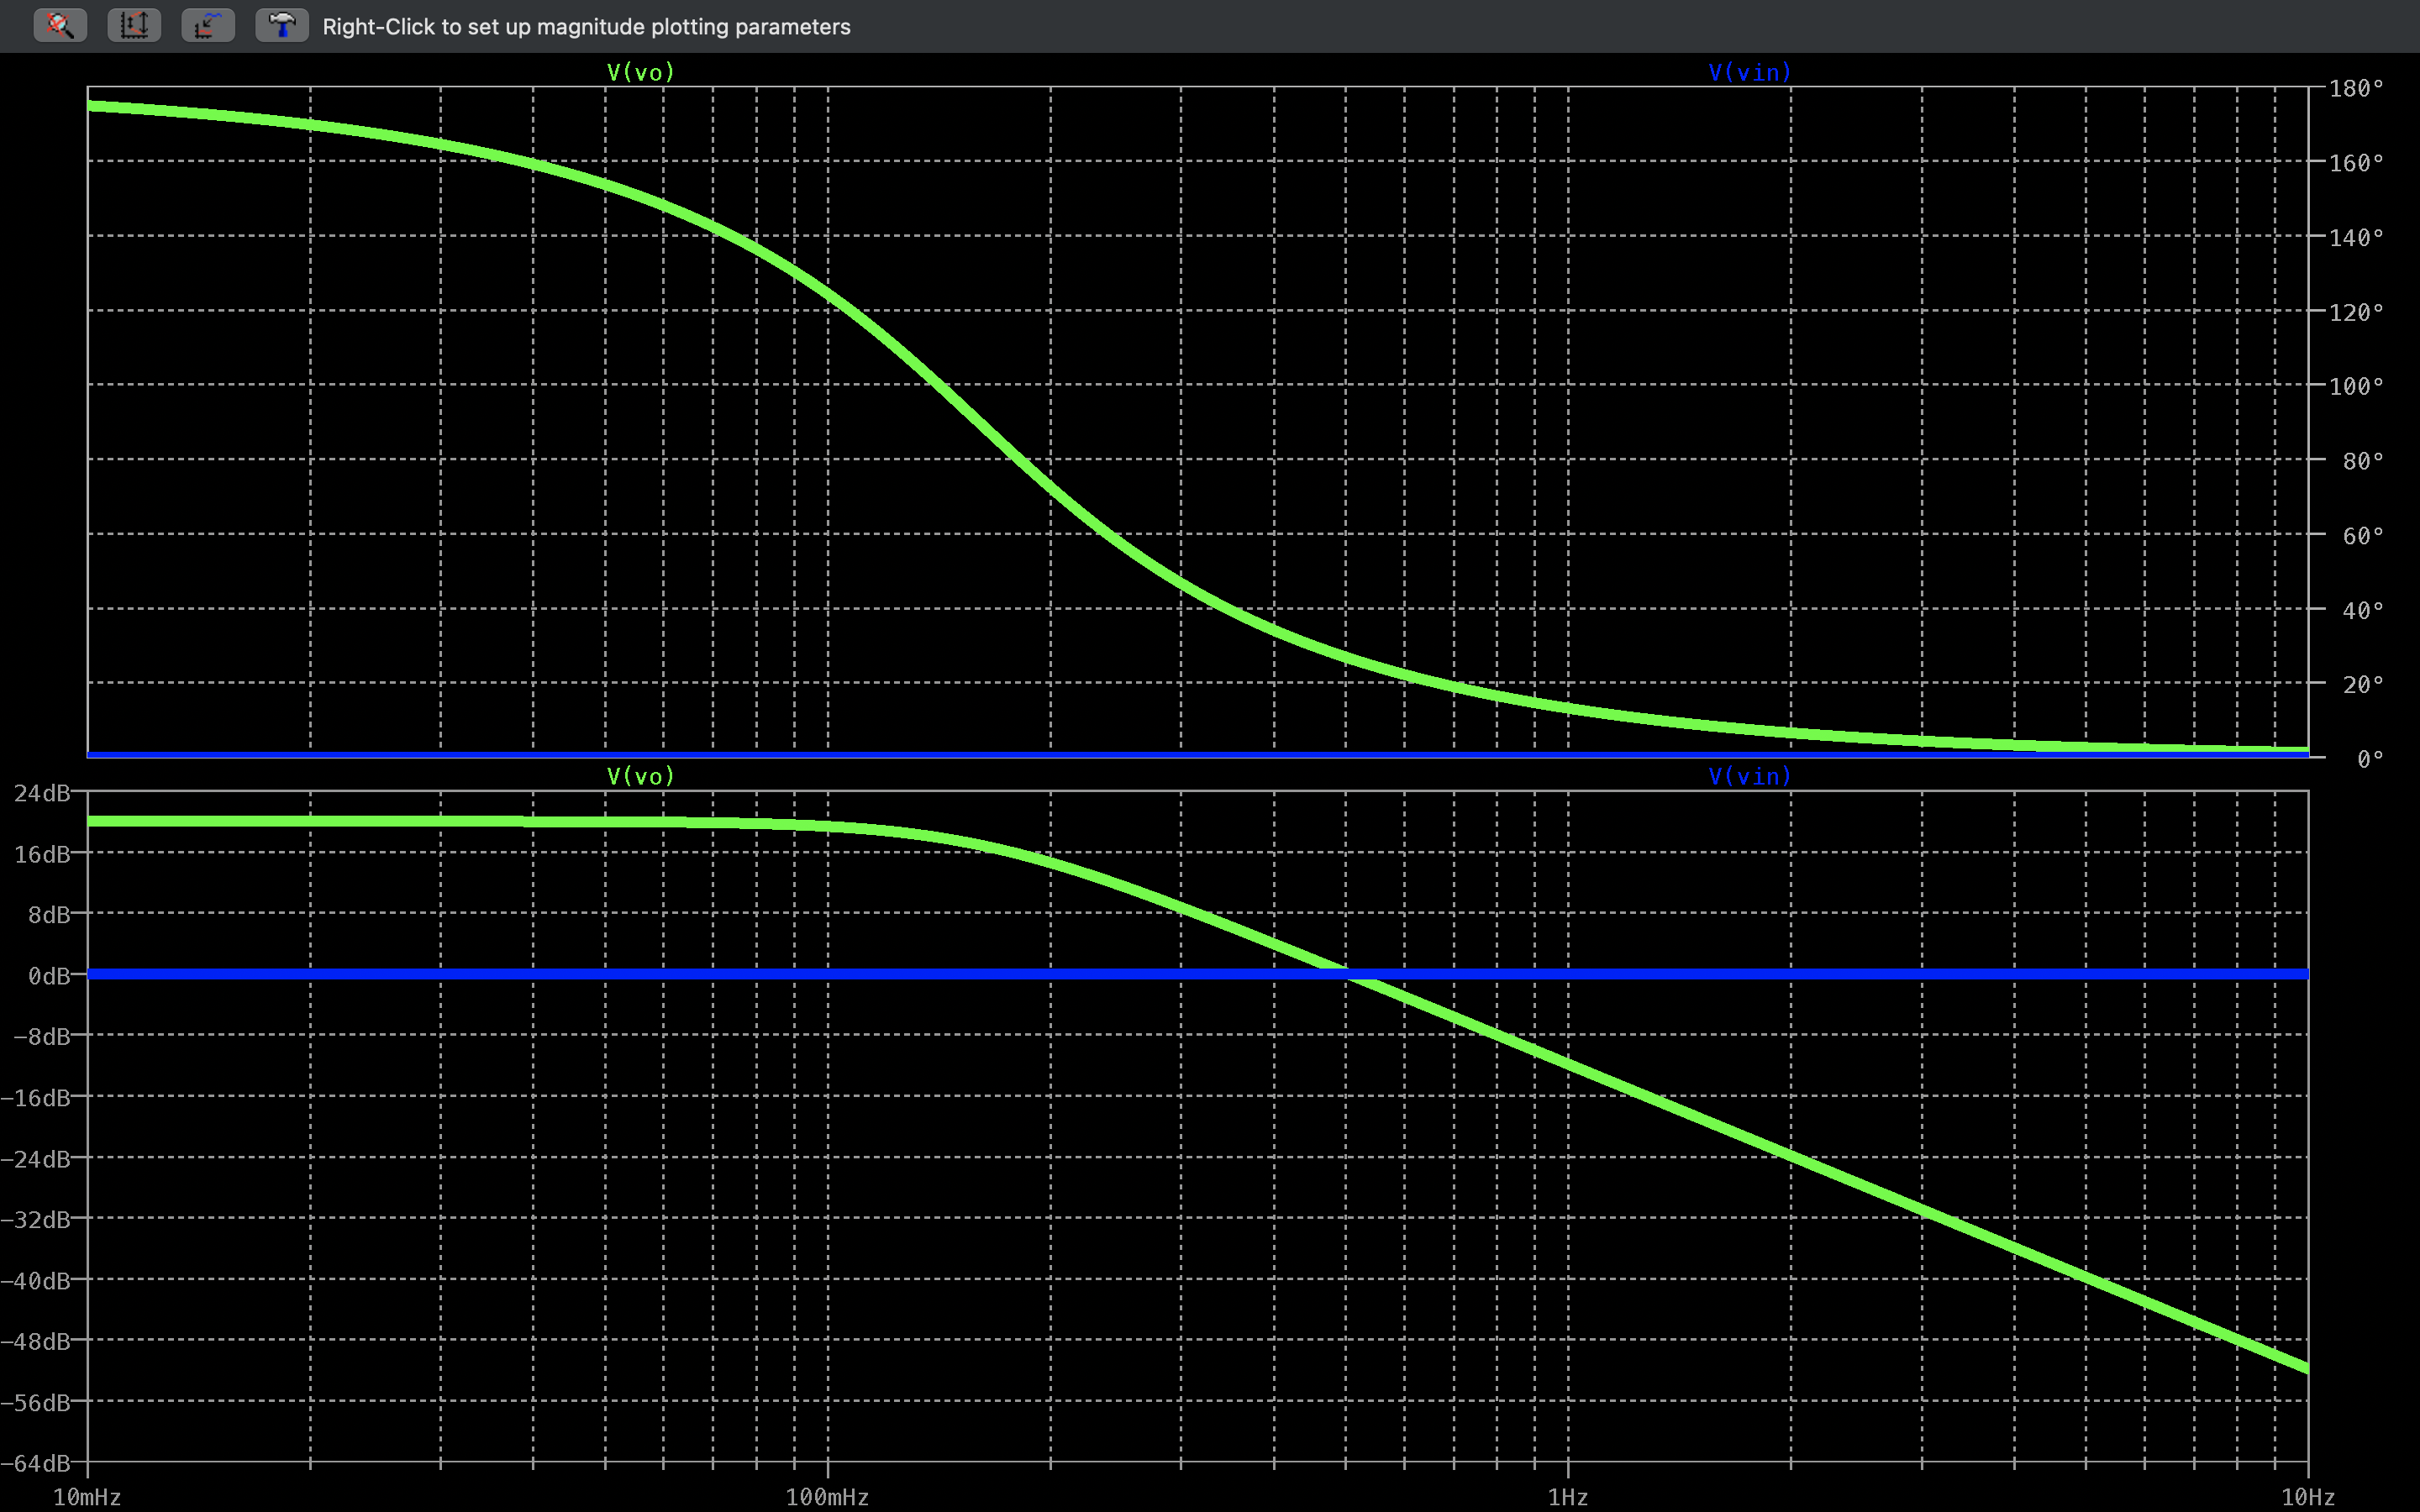 Right-Click to set up magnitude plotting parameters
V(vo) V(vin)
180°
160°
140°
120°
100°
80°
60°
40°
20°
0°
V(vo) V(vin)
24dB
16dB
8dB
0dB
-8dB
-16dB
-24dB
-32dB
-40dB
-48dB
-56dB
-64dB
10mHz 100mHz 1Hz 10Hz